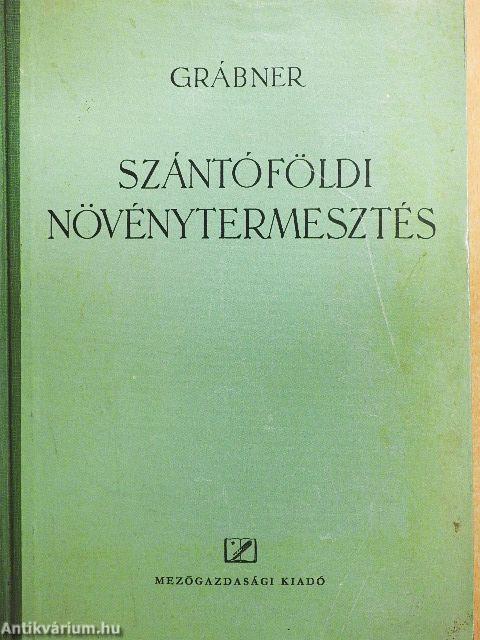 GRÁBNER
SZÁNTÓFÖLDI
NÖVÉNYTERMESZTÉS
MEZŐGAZDASÁGI KIADÓ
Antikvárium.hu